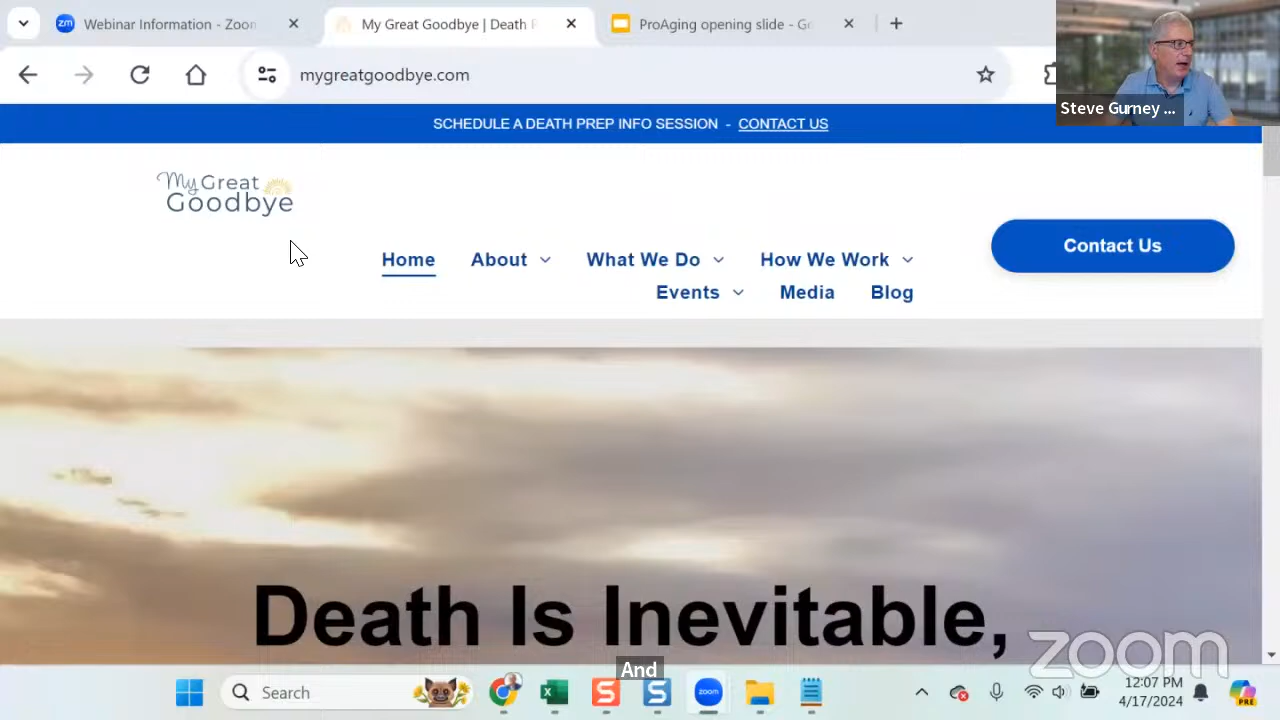 Webinar Information - Zoom
My Great Goodbye | Death P
ProAging opening slide - Go
mygreatgoodbye.com
Steve Gurney ...
SCHEDULE A DEATH PREP INFO SESSION - CONTACT US
My Great
Goodbye
Home About What We Do How We Work
Events Media Blog
Contact Us
Death Is Inevitable,
zoom
And
Search
zoom
12:07 PM
4/17/2024
PRE